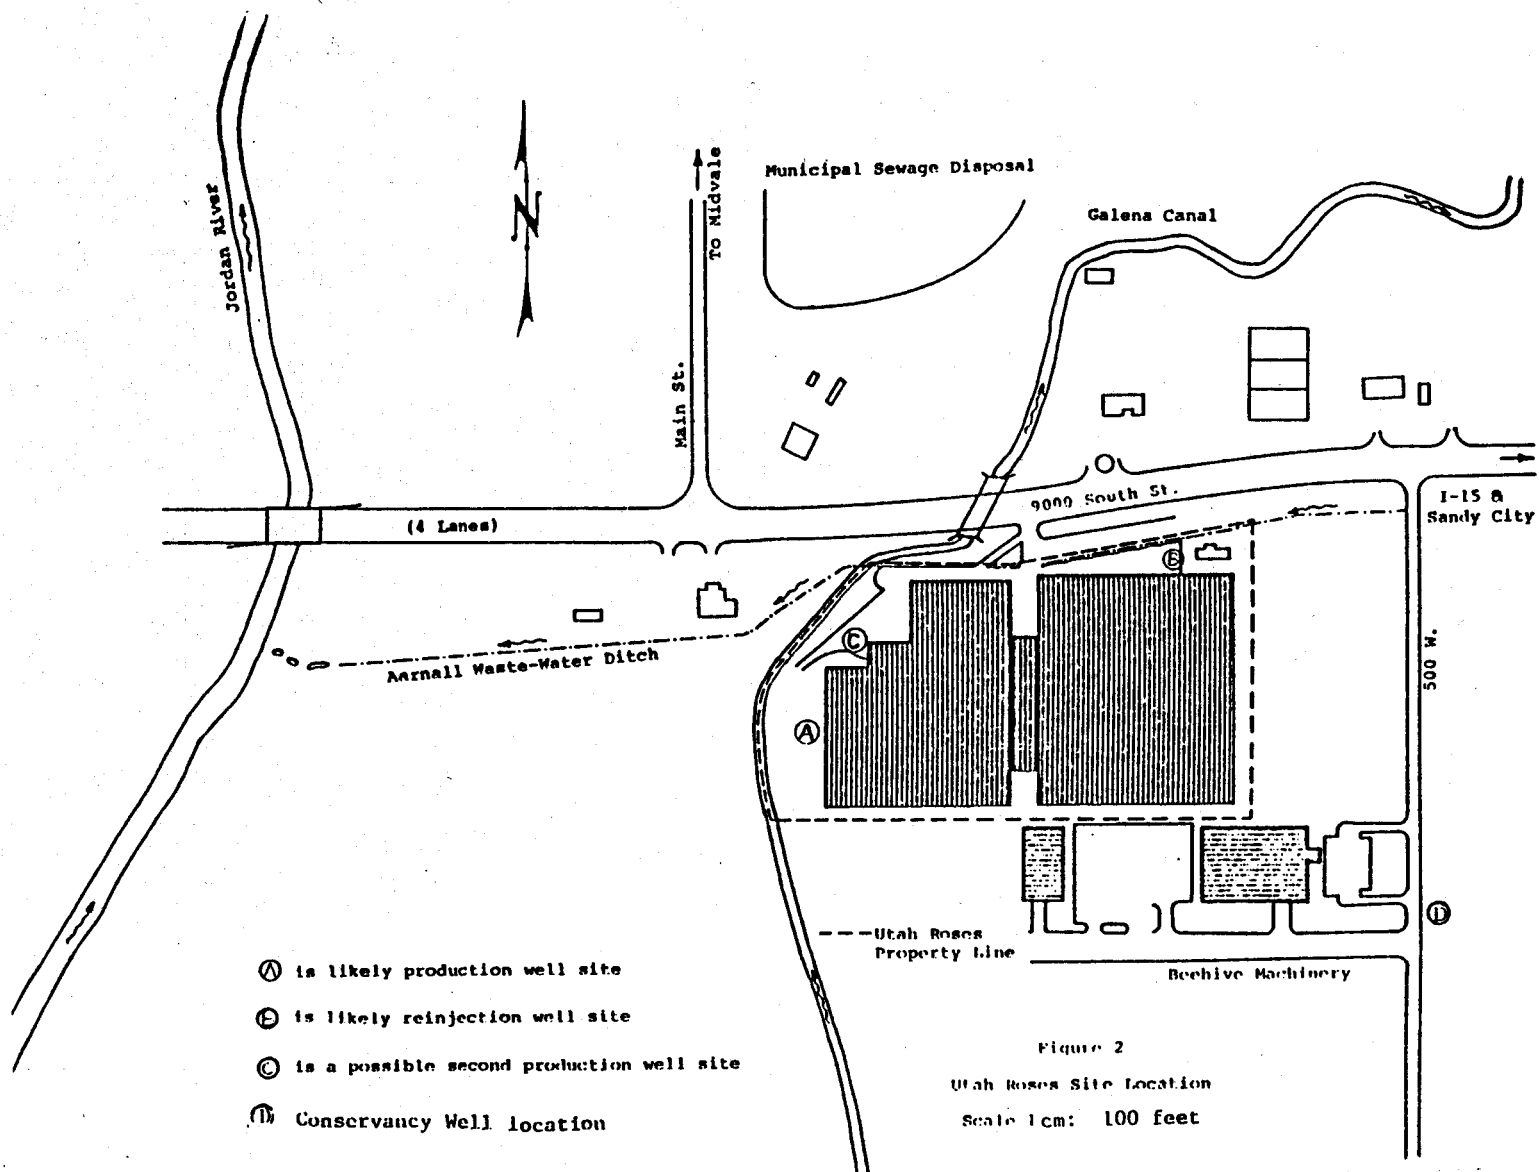 Municipal Sewage Disposal
To Midvale
Jordan River
N
Galena Canal
Main St.
9000 South St.
(4 Lanes)
I-15 &
Sandy City
B
C
Aarnall Waste-Water Ditch
500 W.
A
D
Utah Roses
Property Line
Beehive Machinery
A is likely production well site
B is likely reinjection well site
C is a possible second production well site
D Conservancy Well location
Figure 2
Utah Roses Site Location
Scale 1cm: 100 feet